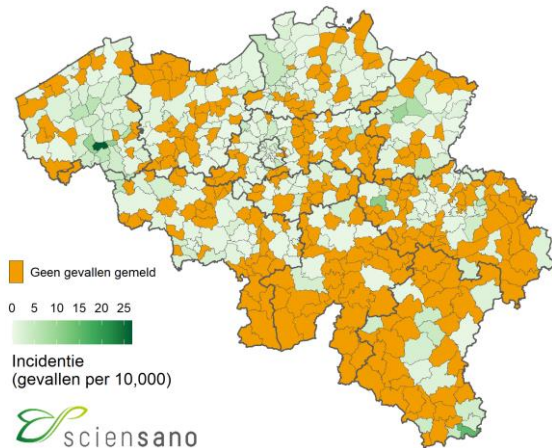 Geen gevallen gemeld
0 5 10 15 20 25
Incidentie
(gevallen per 10,000)
sciensano